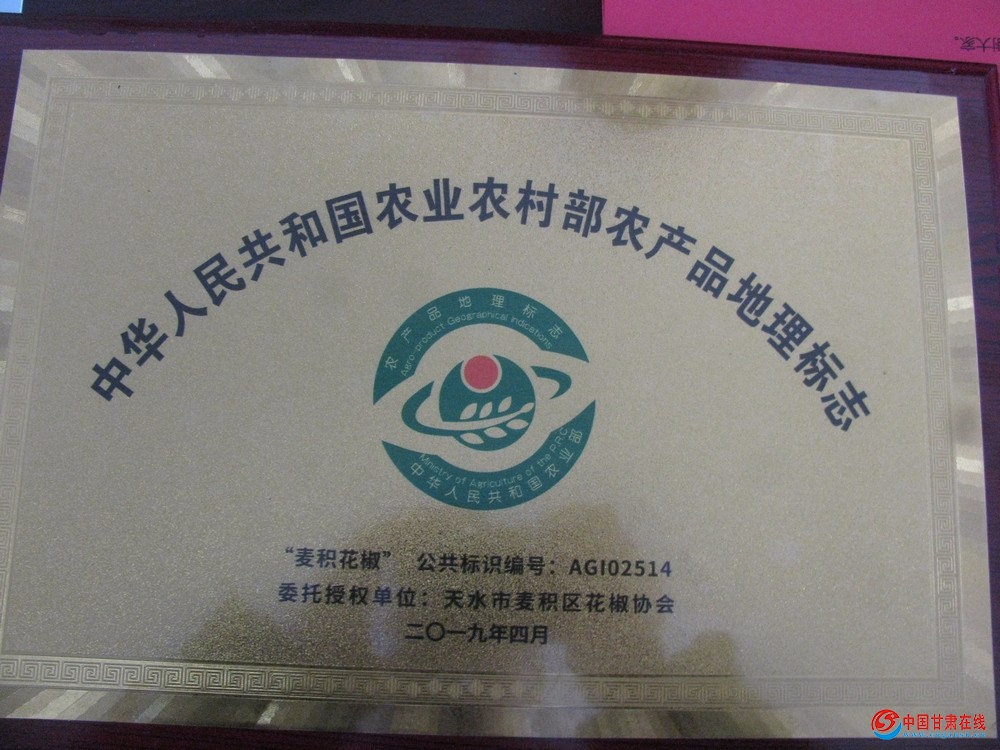 谢大家。
中华人民共和国农业农村部农产品地理标志
农产品地理标志
Agro-product Geographical Indications
Ministry of Agriculture of the P.R.C
中华人民共和国农业部
“麦积花椒” 公共标识编号：AGI02514
委托授权单位：天水市麦积区花椒协会
二〇一九年四月
中国甘肃在线